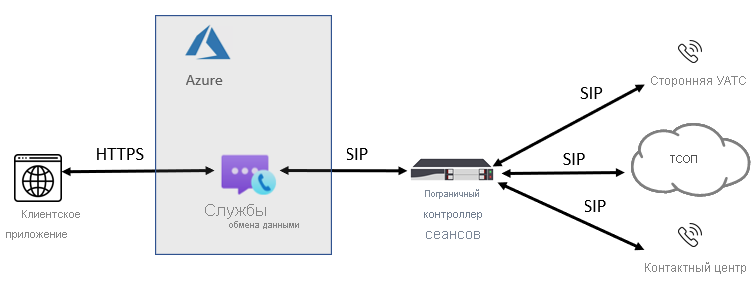 Azure
Сторонняя УАТС
SIP
HTTPS
SIP
SIP
тсоп
Клиентское
приложение
Службы
обмена данными
Пограничный
контроллер
сеансов
SIP
Контактный центр